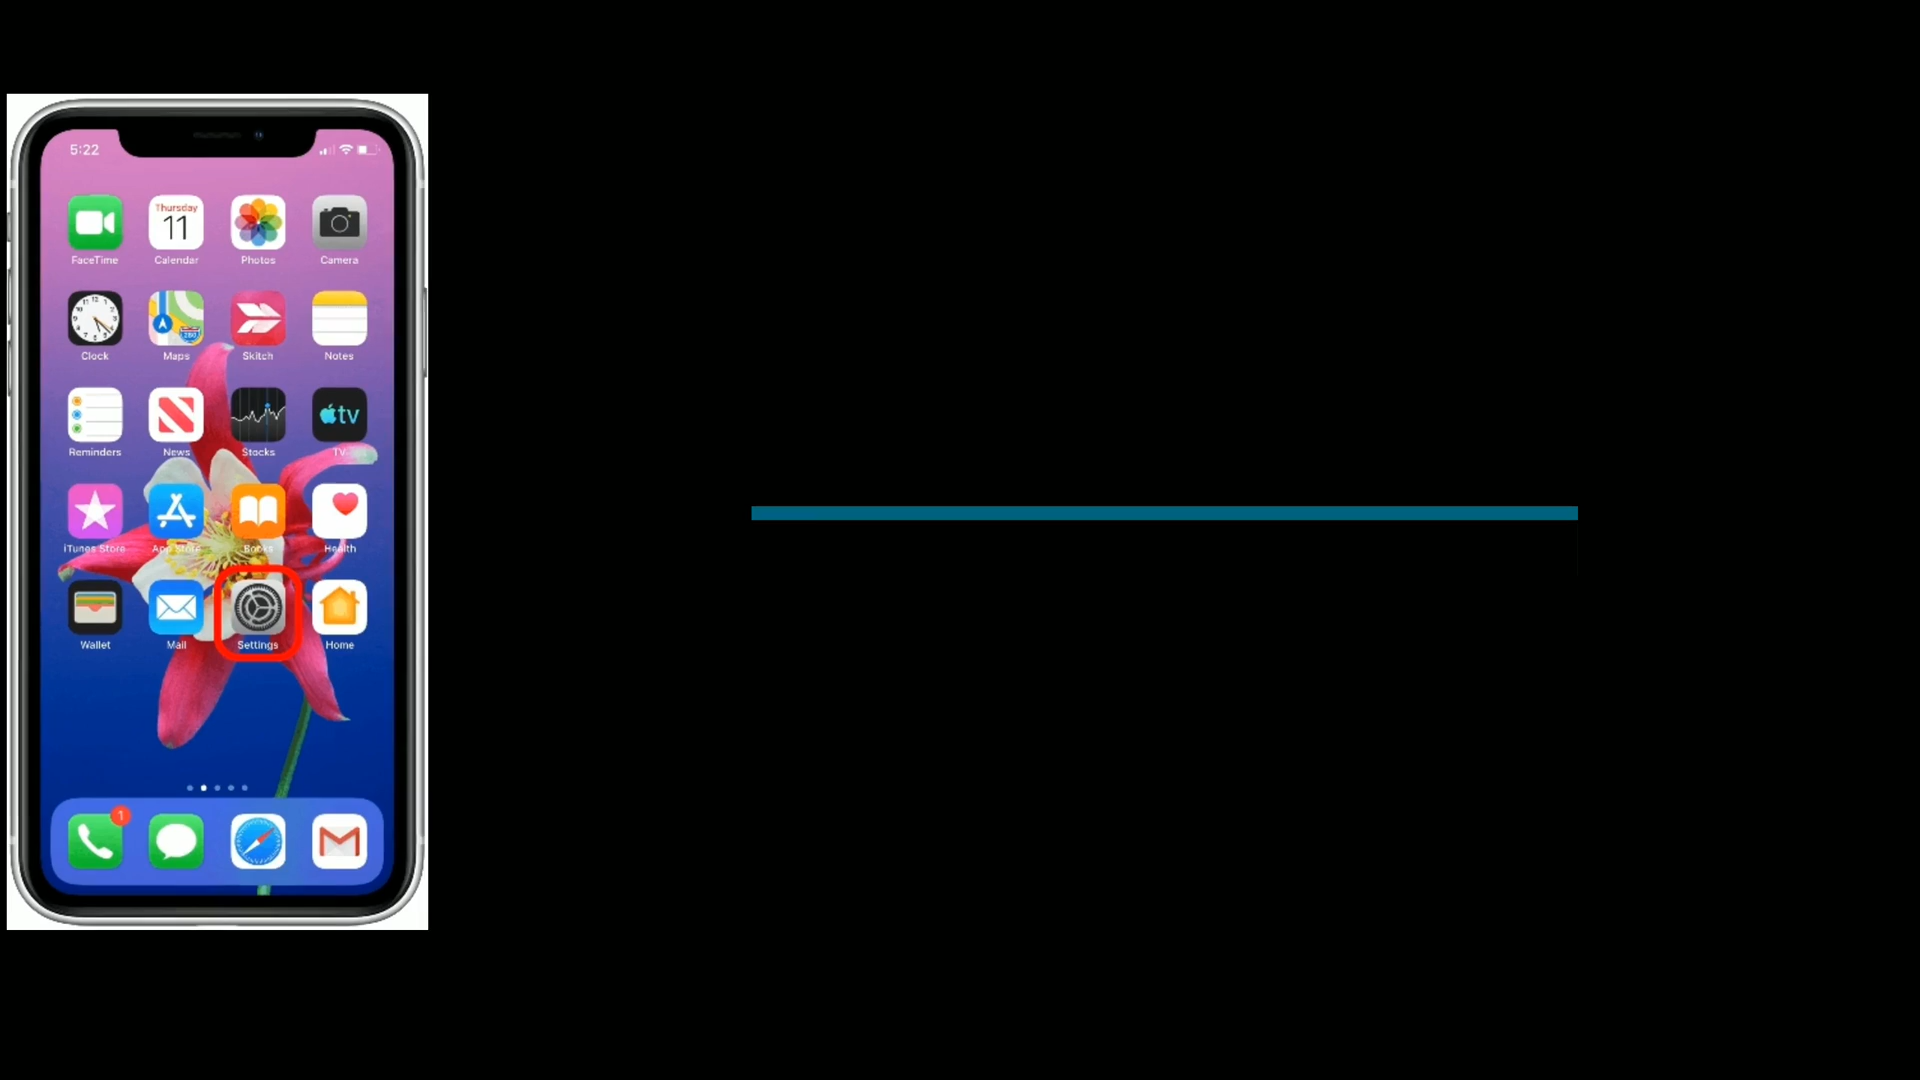 5:22
Thursday
11
FaceTime
Calendar
Photos
Camera
280
Clock
Maps
Skitch
Notes
tv
Reminders
News
Stocks
TV
iTunes Store
App Store
Books
Health
Wallet
Mail
Settings
Home
1